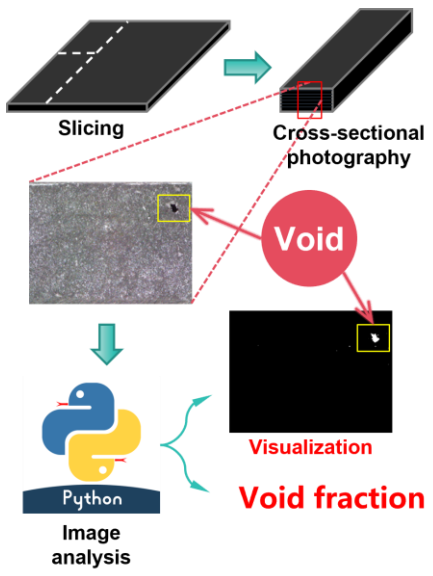 Slicing
Cross-sectional
photography
Void
Visualization
Python
Void fraction
Image
analysis